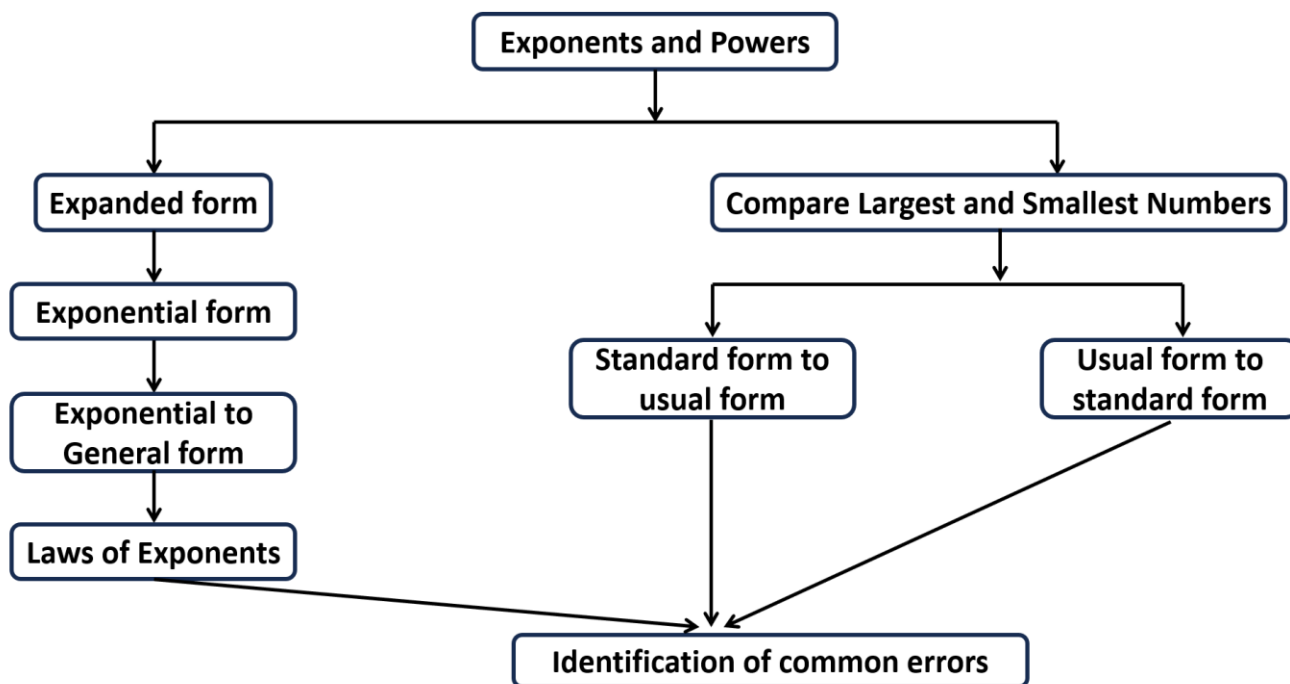 Exponents and Powers
Expanded form
Compare Largest and Smallest Numbers
Exponential form
Standard form to
usual form
Usual form to
standard form
Exponential to
General form
Laws of Exponents
Identification of common errors